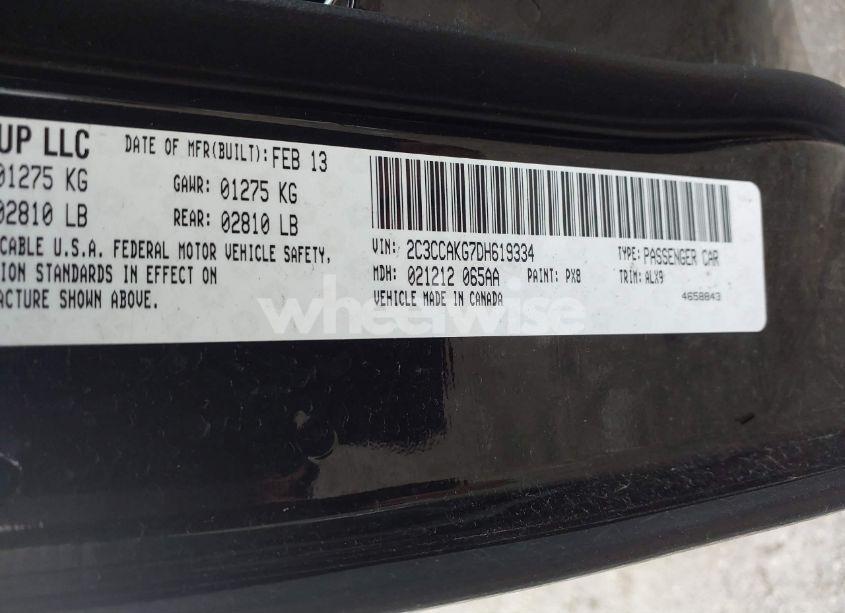 UP LLC DATE OF MFR(BUILT): FEB 13
01275 KG GAWR: 01275 KG
02810 LB REAR: 02810 LB
CABLE U.S.A. FEDERAL MOTOR VEHICLE SAFETY,
ION STANDARDS IN EFFECT ON
ACTURE SHOWN ABOVE.
VIN: 2C3CCAKG7DH619334 TYPE: PASSENGER CAR
MDH: 021212 065AA PAINT: PX8 TRIM: ALX9
VEHICLE MADE IN CANADA 4658843
wheelwise